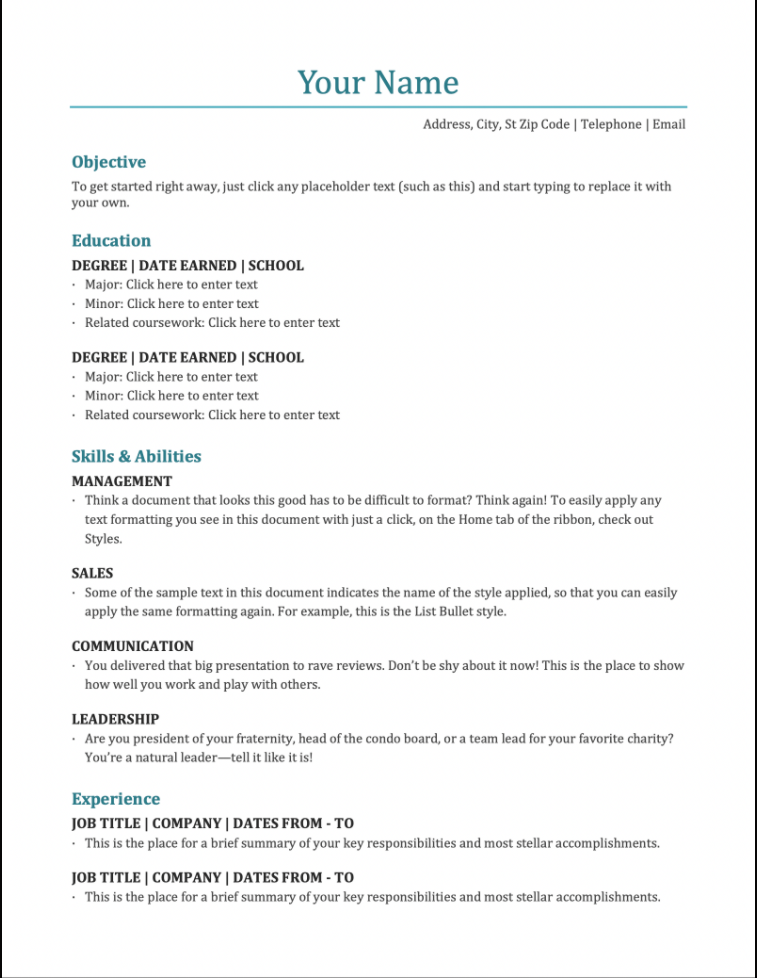 Your Name
Address, City, St Zip Code | Telephone | Email
Objective
To get started right away, just click any placeholder text (such as this) and start typing to replace it with
your own.
Education
DEGREE | DATE EARNED | SCHOOL
· Major: Click here to enter text
· Minor: Click here to enter text
· Related coursework: Click here to enter text
DEGREE | DATE EARNED | SCHOOL
· Major: Click here to enter text
· Minor: Click here to enter text
· Related coursework: Click here to enter text
Skills & Abilities
MANAGEMENT
· Think a document that looks this good has to be difficult to format? Think again! To easily apply any
text formatting you see in this document with just a click, on the Home tab of the ribbon, check out
Styles.
SALES
· Some of the sample text in this document indicates the name of the style applied, so that you can easily
apply the same formatting again. For example, this is the List Bullet style.
COMMUNICATION
· You delivered that big presentation to rave reviews. Don’t be shy about it now! This is the place to show
how well you work and play with others.
LEADERSHIP
· Are you president of your fraternity, head of the condo board, or a team lead for your favorite charity?
You’re a natural leader—tell it like it is!
Experience
JOB TITLE | COMPANY | DATES FROM - TO
· This is the place for a brief summary of your key responsibilities and most stellar accomplishments.
JOB TITLE | COMPANY | DATES FROM - TO
· This is the place for a brief summary of your key responsibilities and most stellar accomplishments.